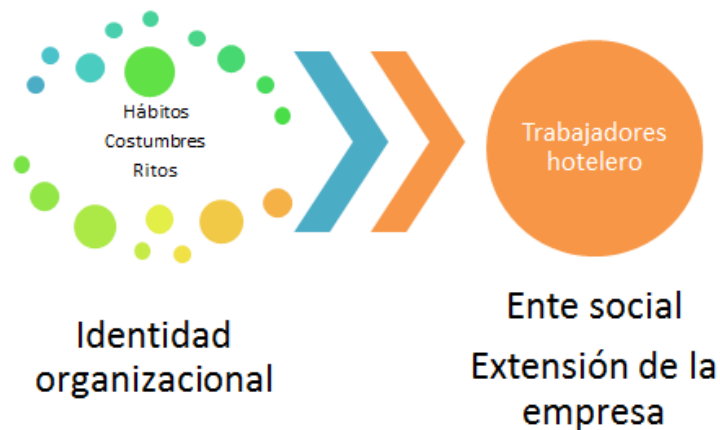 Hábitos
Costumbres
Ritos
Identidad
organizacional
Trabajadores
hotelero
Ente social
Extensión de la
empresa